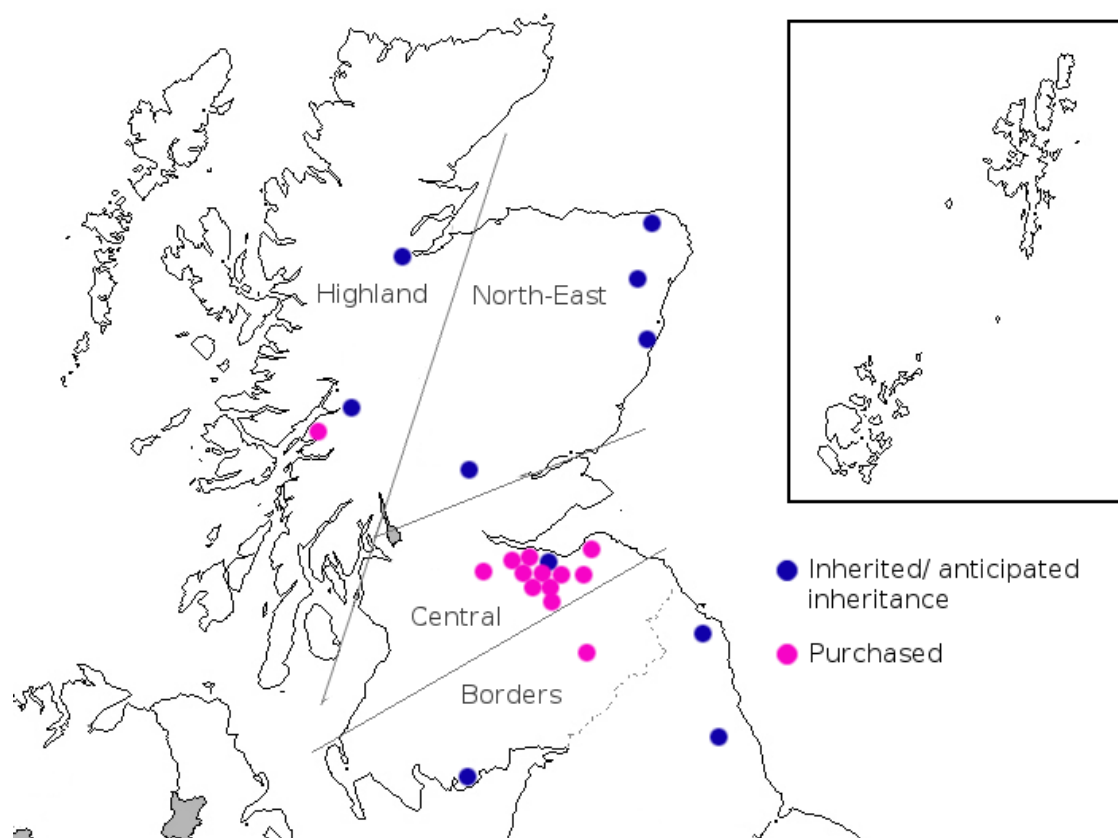 Highland
North-East
Central
Borders
Inherited/ anticipated
inheritance
Purchased